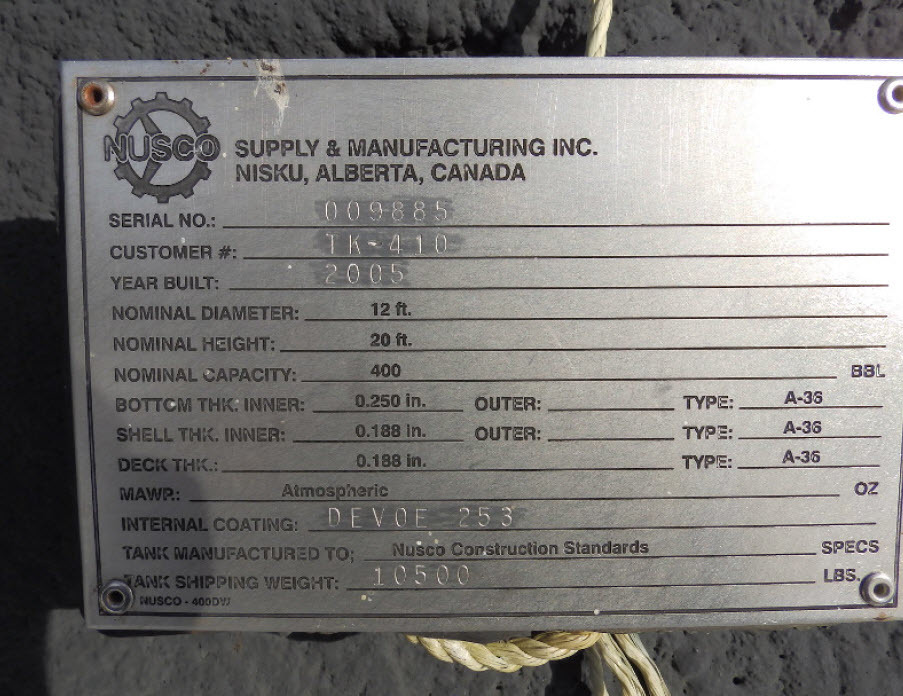 NUSCO SUPPLY & MANUFACTURING INC.
NISKU, ALBERTA, CANADA
SERIAL NO.: 009885
CUSTOMER #: TK-410
YEAR BUILT: 2005
NOMINAL DIAMETER: 12 ft.
NOMINAL HEIGHT: 20 ft.
NOMINAL CAPACITY: 400 BBL
BOTTOM THK. INNER: 0.250 in. OUTER: TYPE: A-36
SHELL THK. INNER: 0.188 in. OUTER: TYPE: A-36
DECK THK.: 0.188 in. TYPE: A-36
MAWP.: Atmospheric OZ
INTERNAL COATING: DEVOE 253
TANK MANUFACTURED TO; Nusco Construction Standards SPECS
TANK SHIPPING WEIGHT: 10500 LBS.
NUSCO - 400DW